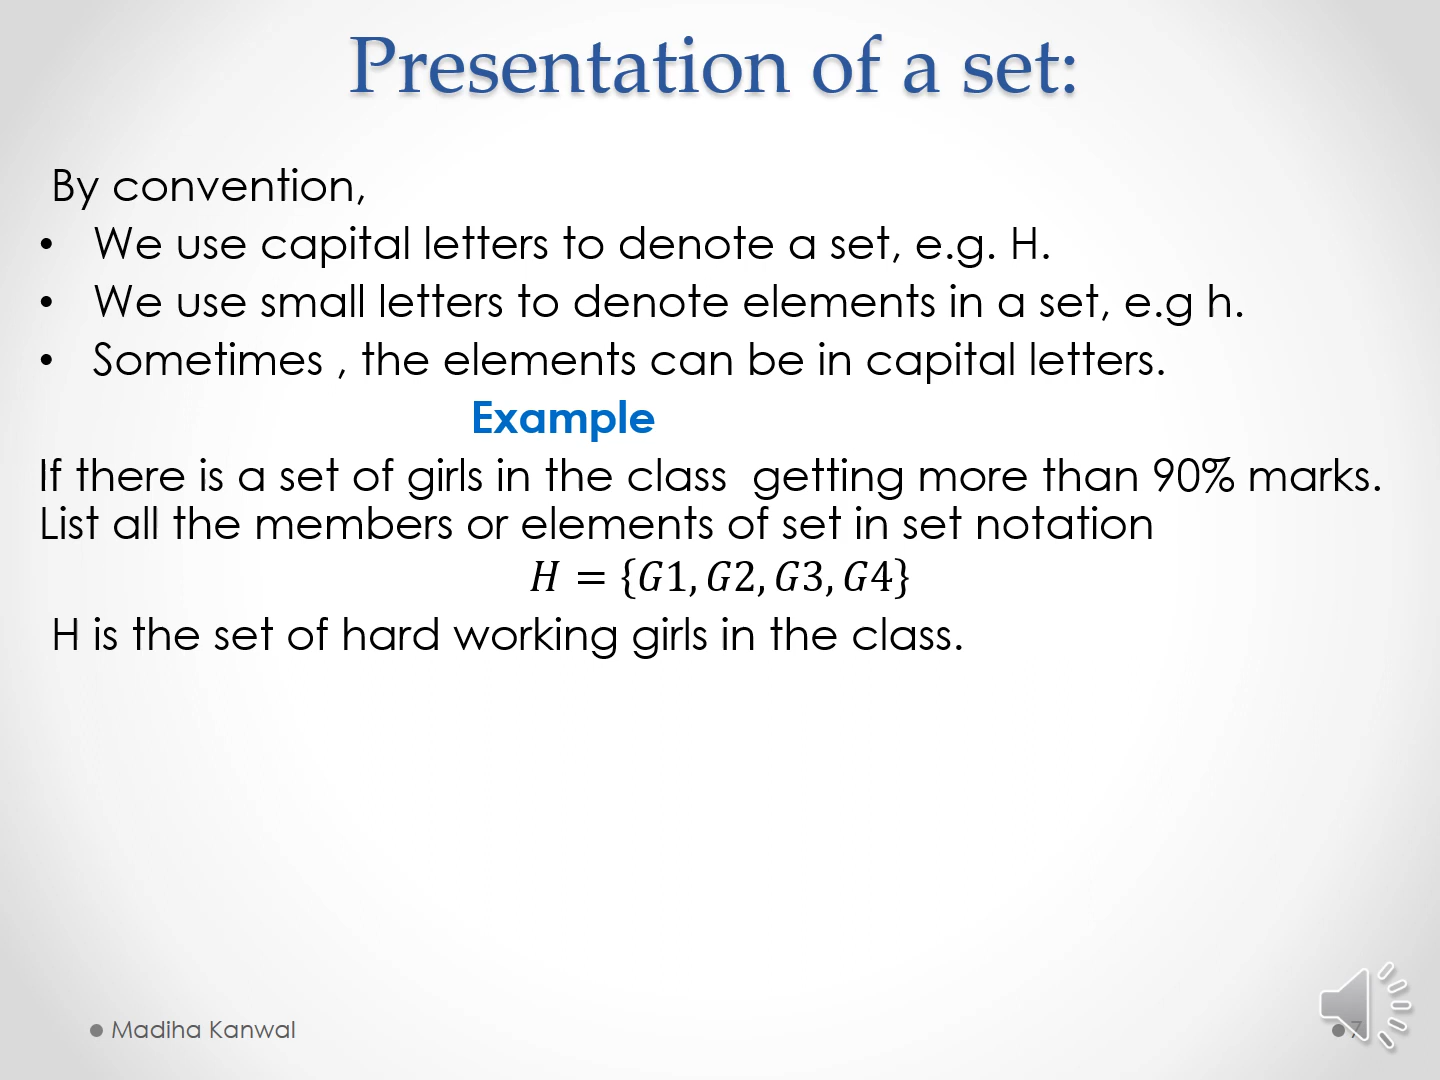 Presentation of a set:
By convention,
• We use capital letters to denote a set, e.g. H.
• We use small letters to denote elements in a set, e.g h.
• Sometimes , the elements can be in capital letters.
Example
If there is a set of girls in the class  getting more than 90% marks.
List all the members or elements of set in set notation
𝐻 = {𝐺1, 𝐺2, 𝐺3, 𝐺4}
H is the set of hard working girls in the class.
• Madiha Kanwal
• 7